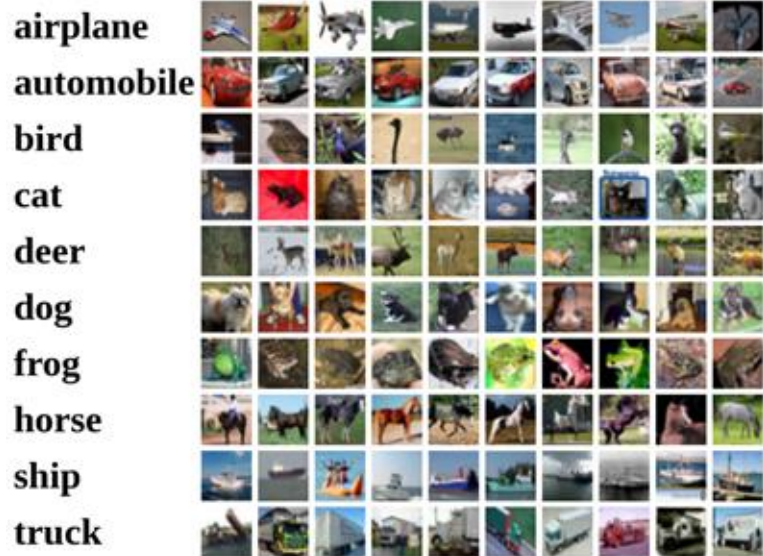 airplane
automobile
bird
cat
deer
dog
frog
horse
ship
truck